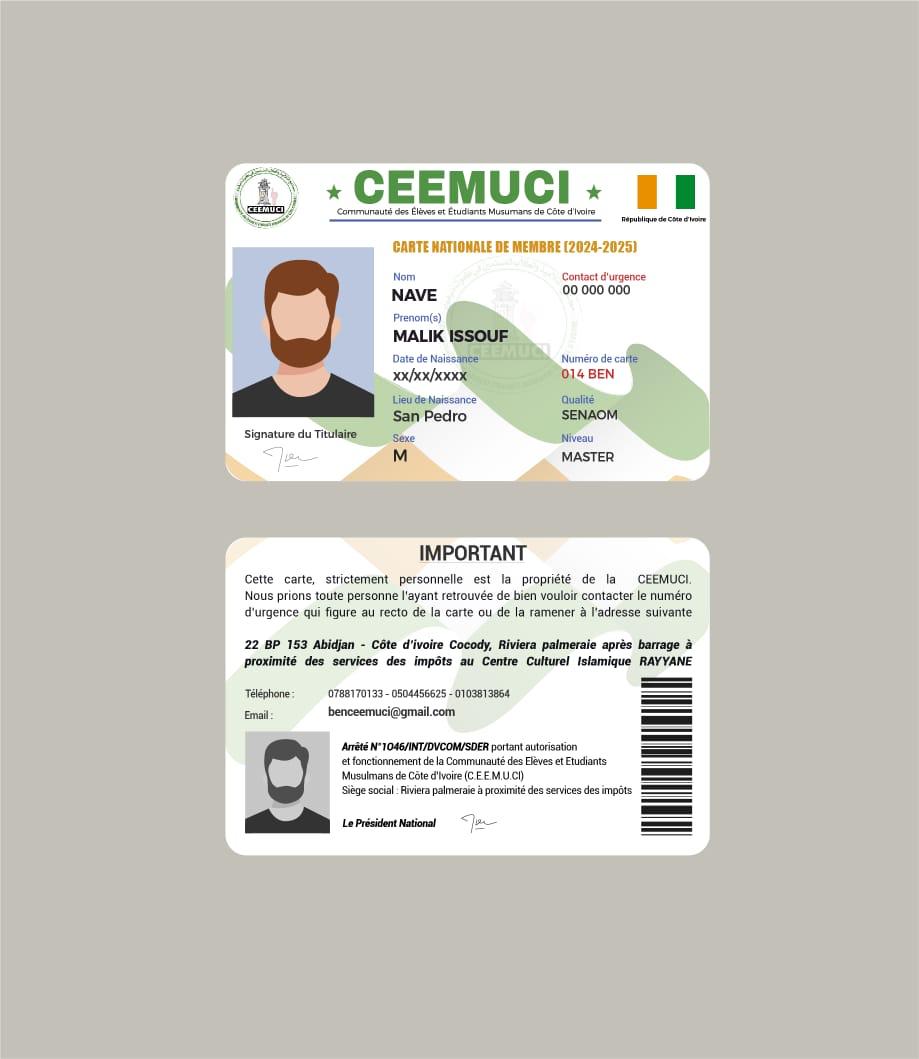 CEEMUCI
CEEMUCI
Communauté des Élèves et Étudiants Musumans de Côte d'Ivoire
République de Côte d'Ivoire
CARTE NATIONALE DE MEMBRE (2024-2025)
Nom
NAVE
Contact d'urgence
00 000 000
Prenom(s)
MALIK ISSOUF
CEEMUCI
Date de Naissance
xx/xx/xxxx
Numéro de carte
014 BEN
Lieu de Naissance
San Pedro
Qualité
SENAOM
Signature du Titulaire
Sexe
M
Niveau
MASTER
IMPORTANT
Cette carte, strictement personnelle est la propriété de la CEEMUCI.
Nous prions toute personne l'ayant retrouvée de bien vouloir contacter le numéro
d'urgence qui figure au recto de la carte ou de la ramener à l'adresse suivante
22 BP 153 Abidjan - Côte d'ivoire Cocody, Riviera palmeraie après barrage à
proximité des services des impôts au Centre Culturel Islamique RAYYANE
Téléphone : 0788170133 - 0504456625 - 0103813864
Email : benceemuci@gmail.com
Arrêté N°1O46/INT/DVCOM/SDER portant autorisation
et fonctionnement de la Communauté des Elèves et Etudiants
Musulmans de Côte d'Ivoire (C.E.E.M.U.CI)
Siège social : Riviera palmeraie à proximité des services des impôts
Le Président National